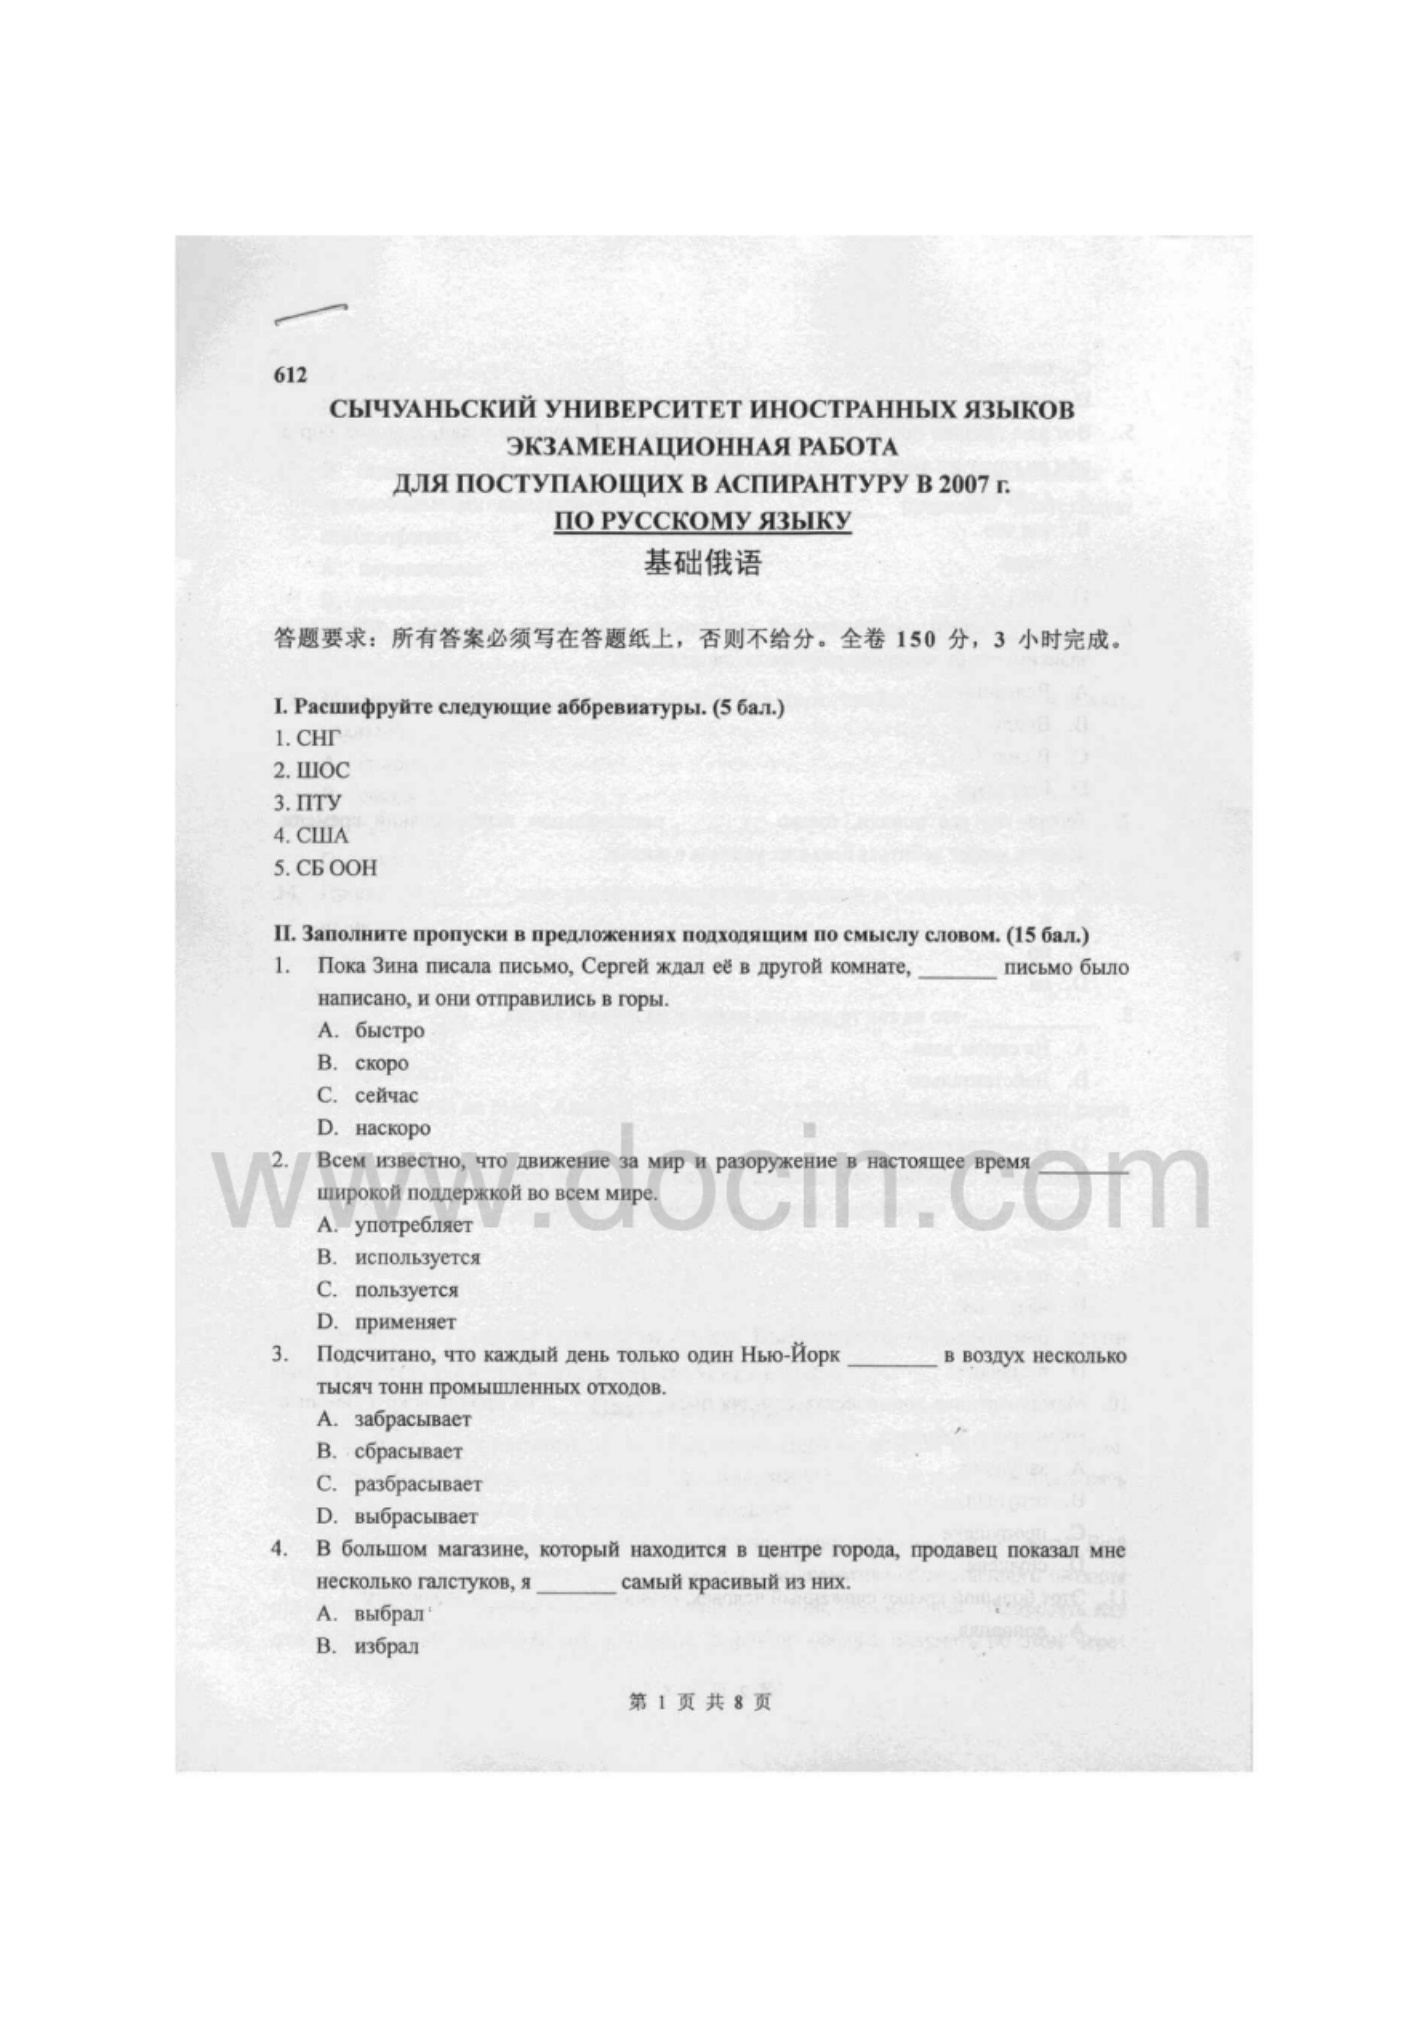 612
СЫЧУАНЬСКИЙ УНИВЕРСИТЕТ ИНОСТРАННЫХ ЯЗЫКОВ
ЭКЗАМЕНАЦИОННАЯ РАБОТА
ДЛЯ ПОСТУПАЮЩИХ В АСПИРАНТУРУ В 2007 г.
ПО РУССКОМУ ЯЗЫКУ
基础俄语
答题要求：所有答案必须写在答题纸上，否则不给分。全卷 150 分，3 小时完成。
I. Расшифруйте следующие аббревиатуры. (5 бал.)
1. СНГ
2. ШОС
3. ПТУ
4. США
5. СБ ООН
II. Заполните пропуски в предложениях подходящим по смыслу словом. (15 бал.)
1. Пока Зина писала письмо, Сергей ждал её в другой комнате, _______ письмо было
написано, и они отправились в горы.
A. быстро
B. скоро
C. сейчас
D. наскоро
2. Всем известно, что движение за мир и разоружение в настоящее время ________
широкой поддержкой во всем мире.
A. употребляет
B. используется
C. пользуется
D. применяет
3. Подсчитано, что каждый день только один Нью-Йорк ________ в воздух несколько
тысяч тонн промышленных отходов.
A. забрасывает
B. сбрасывает
C. разбрасывает
D. выбрасывает
4. В большом магазине, который находится в центре города, продавец показал мне
несколько галстуков, я _______ самый красивый из них.
A. выбрал
B. избрал
第 1 页 共 8 页
www.docin.com